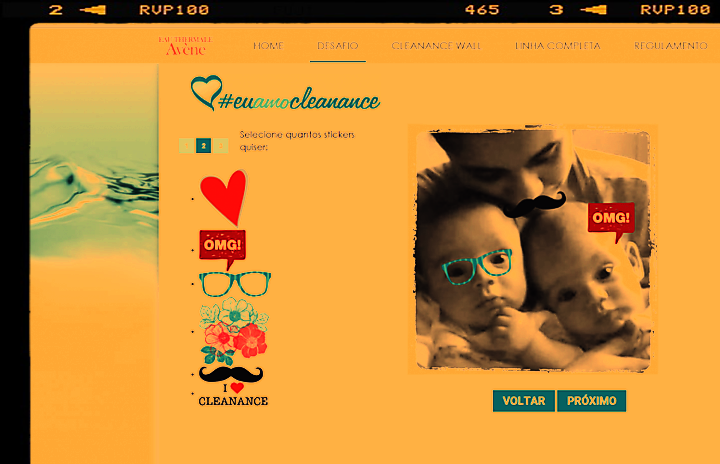 2 RVP100 465 3 RVP100
EAU THERMALE
Avène
HOME DESAFIO CLEANANCE WALL LINHA COMPLETA REGULAMENTO
#euamocleanance
2
Selecione quantos stickers
quiser:
OMG!
I
CLEANANCE
OMG!
VOLTAR PRÓXIMO